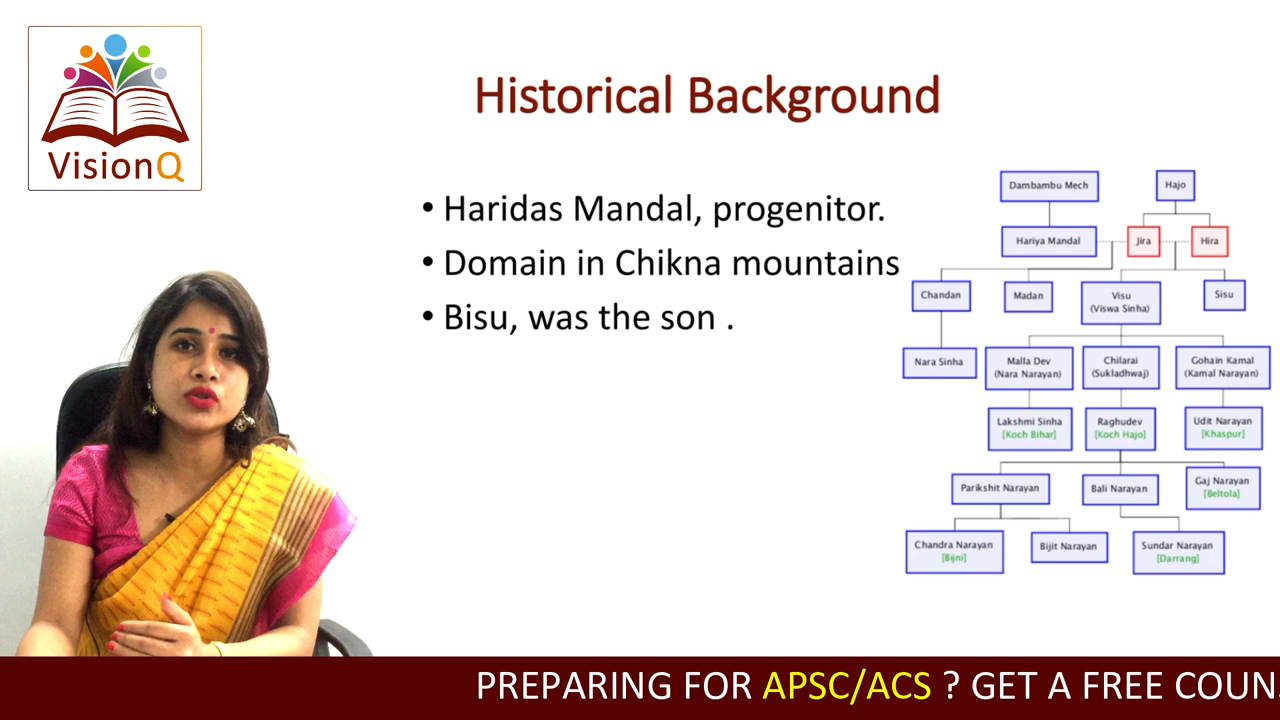 VisionQ
Historical Background
• Haridas Mandal, progenitor.
• Domain in Chikna mountains
• Bisu, was the son .
Dambambu Mech
Hajo
Hariya Mandal
Jira
Hira
Chandan
Madan
Visu
(Viswa Sinha)
Sisu
Nara Sinha
Malla Dev
(Nara Narayan)
Chilarai
(Sukladhwaj)
Gohain Kamal
(Kamal Narayan)
Lakshmi Sinha
[Koch Bihar]
Raghudev
[Koch Hajo]
Udit Narayan
[Khaspur]
Parikshit Narayan
Bali Narayan
Gaj Narayan
[Beltola]
Chandra Narayan
[Bijni]
Bijit Narayan
Sundar Narayan
[Darrang]
PREPARING FOR APSC/ACS ? GET A FREE COUN